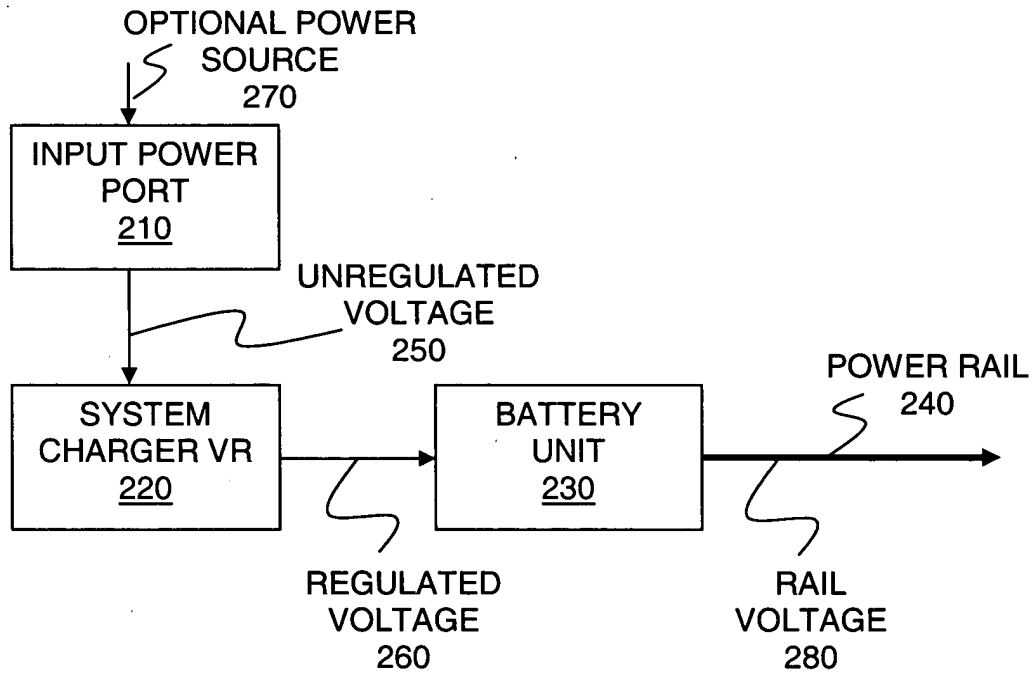 OPTIONAL POWER
SOURCE
270
INPUT POWER
PORT
210
UNREGULATED
VOLTAGE
250
SYSTEM
CHARGER VR
220
BATTERY
UNIT
230
POWER RAIL
240
REGULATED
VOLTAGE
260
RAIL
VOLTAGE
280